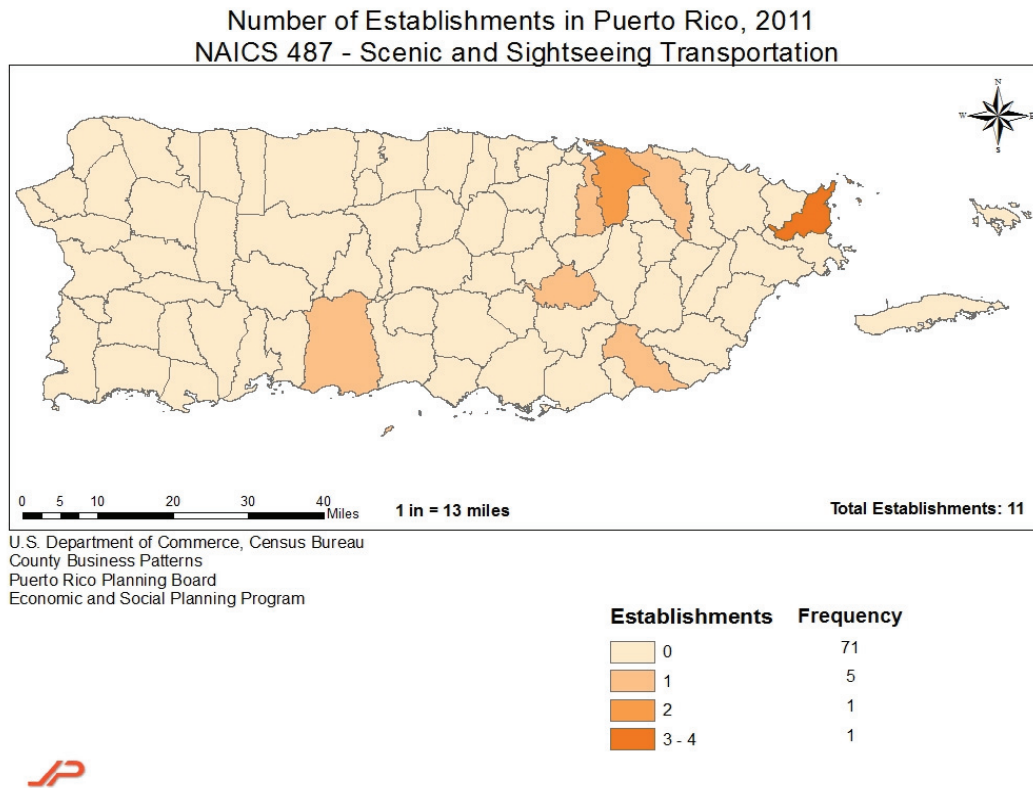 Number of Establishments in Puerto Rico, 2011
NAICS 487 - Scenic and Sightseeing Transportation
N
W E
S
0 5 10 20 30 40
Miles
1 in = 13 miles
Total Establishments: 11
U.S. Department of Commerce, Census Bureau
County Business Patterns
Puerto Rico Planning Board
Economic and Social Planning Program
Establishments Frequency
0 71
1 5
2 1
3 - 4 1
JP